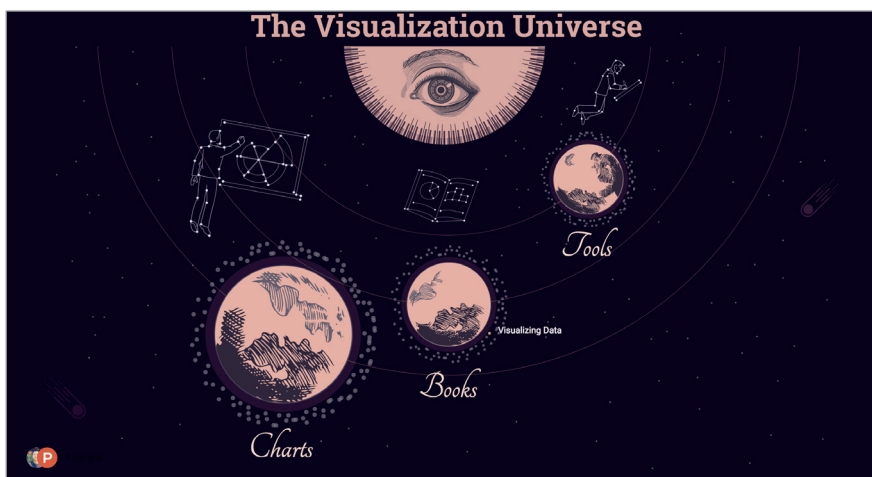 The Visualization Universe
Tools
Visualizing Data
Books
Charts
P